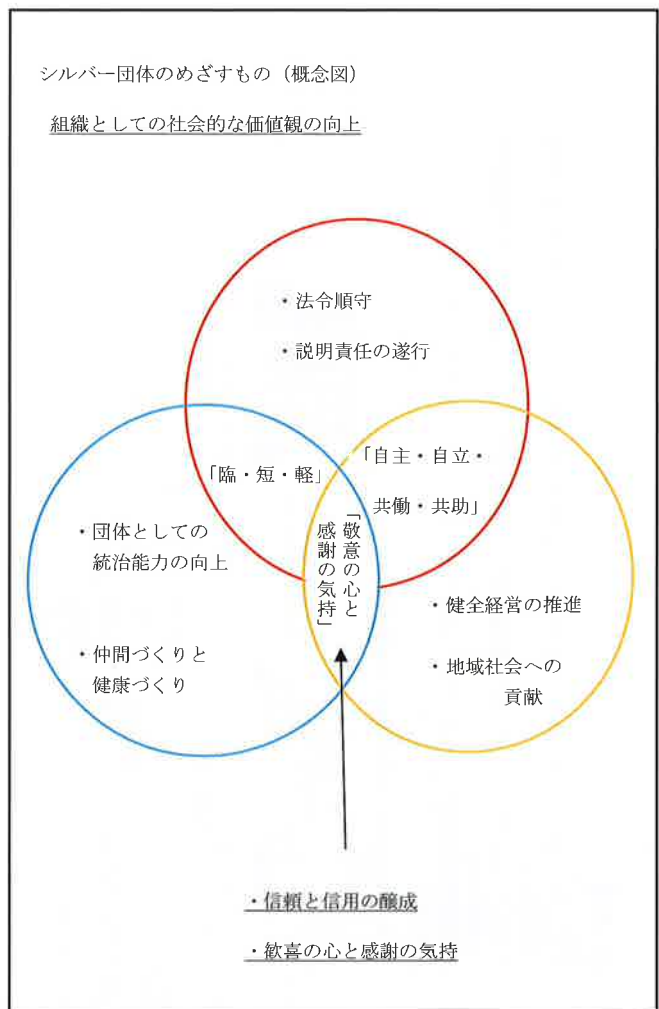 シルバー団体のめざすもの（概念図）
組織としての社会的な価値観の向上
・法令順守
・説明責任の遂行
「臨・短・軽」
「自主・自立・
共働・共助」
「敬意の心と
感謝の気持」
・団体としての
統治能力の向上
・仲間づくりと
健康づくり
・健全経営の推進
・地域社会への
貢献
・信頼と信用の醸成
・歓喜の心と感謝の気持